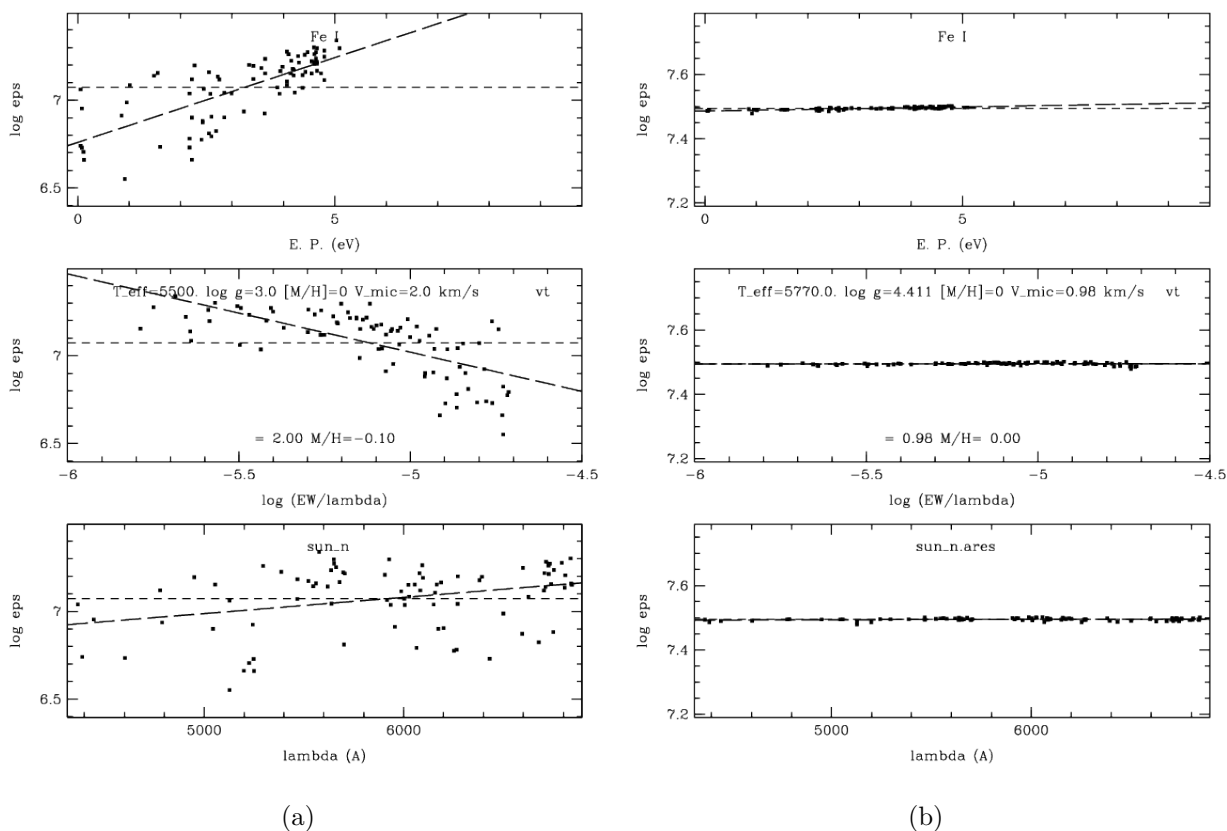 Fe I
7
6.5
log eps
0
5
E. P. (eV)
T_eff=5500. log g=3.0 [M/H]=0 V_mic=2.0 km/s vt
7
6.5
log eps
= 2.00 M/H=-0.10
-6
-5.5
-5
-4.5
log (EW/lambda)
sun_n
7
6.5
log eps
5000
6000
lambda (A)
(a)
Fe I
7.6
7.4
7.2
log eps
0
5
E. P. (eV)
T_eff=5770.0. log g=4.411 [M/H]=0 V_mic=0.98 km/s vt
7.6
7.4
7.2
log eps
= 0.98 M/H= 0.00
-6
-5.5
-5
-4.5
log (EW/lambda)
sun_n.ares
7.6
7.4
7.2
log eps
5000
6000
lambda (A)
(b)